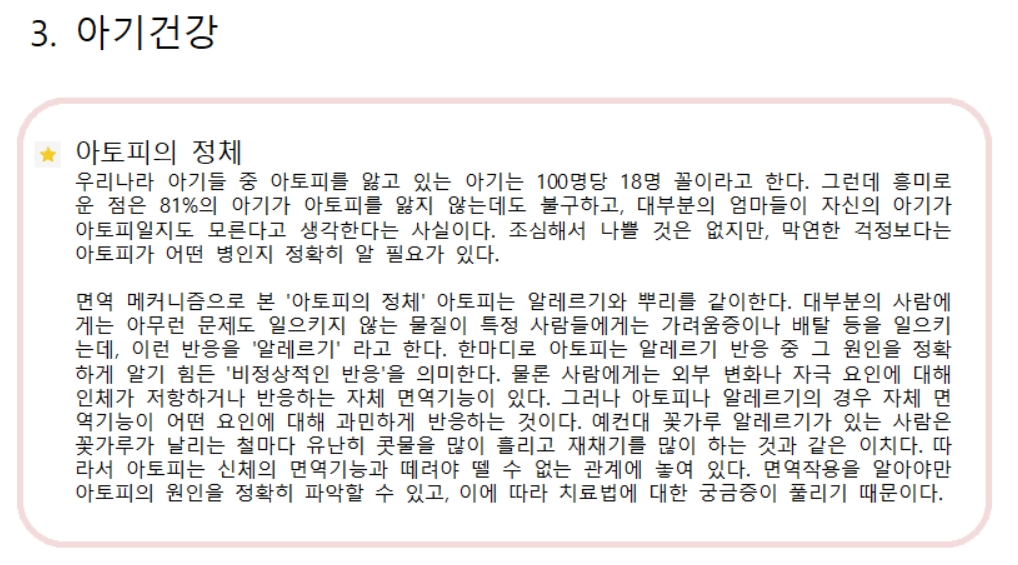 3. 아기건강
아토피의 정체
우리나라 아기들 중 아토피를 앓고 있는 아기는 100명당 18명 꼴이라고 한다. 그런데 흥미로
운 점은 81%의 아기가 아토피를 앓지 않는데도 불구하고, 대부분의 엄마들이 자신의 아기가
아토피일지도 모른다고 생각한다는 사실이다. 조심해서 나쁠 것은 없지만, 막연한 걱정보다는
아토피가 어떤 병인지 정확히 알 필요가 있다.
면역 메커니즘으로 본 '아토피의 정체' 아토피는 알레르기와 뿌리를 같이한다. 대부분의 사람에
게는 아무런 문제도 일으키지 않는 물질이 특정 사람들에게는 가려움증이나 배탈 등을 일으키
는데, 이런 반응을 '알레르기' 라고 한다. 한마디로 아토피는 알레르기 반응 중 그 원인을 정확
하게 알기 힘든 '비정상적인 반응'을 의미한다. 물론 사람에게는 외부 변화나 자극 요인에 대해
인체가 저항하거나 반응하는 자체 면역기능이 있다. 그러나 아토피나 알레르기의 경우 자체 면
역기능이 어떤 요인에 대해 과민하게 반응하는 것이다. 예컨대 꽃가루 알레르기가 있는 사람은
꽃가루가 날리는 철마다 유난히 콧물을 많이 흘리고 재채기를 많이 하는 것과 같은 이치다. 따
라서 아토피는 신체의 면역기능과 떼려야 뗄 수 없는 관계에 놓여 있다. 면역작용을 알아야만
아토피의 원인을 정확히 파악할 수 있고, 이에 따라 치료법에 대한 궁금증이 풀리기 때문이다.